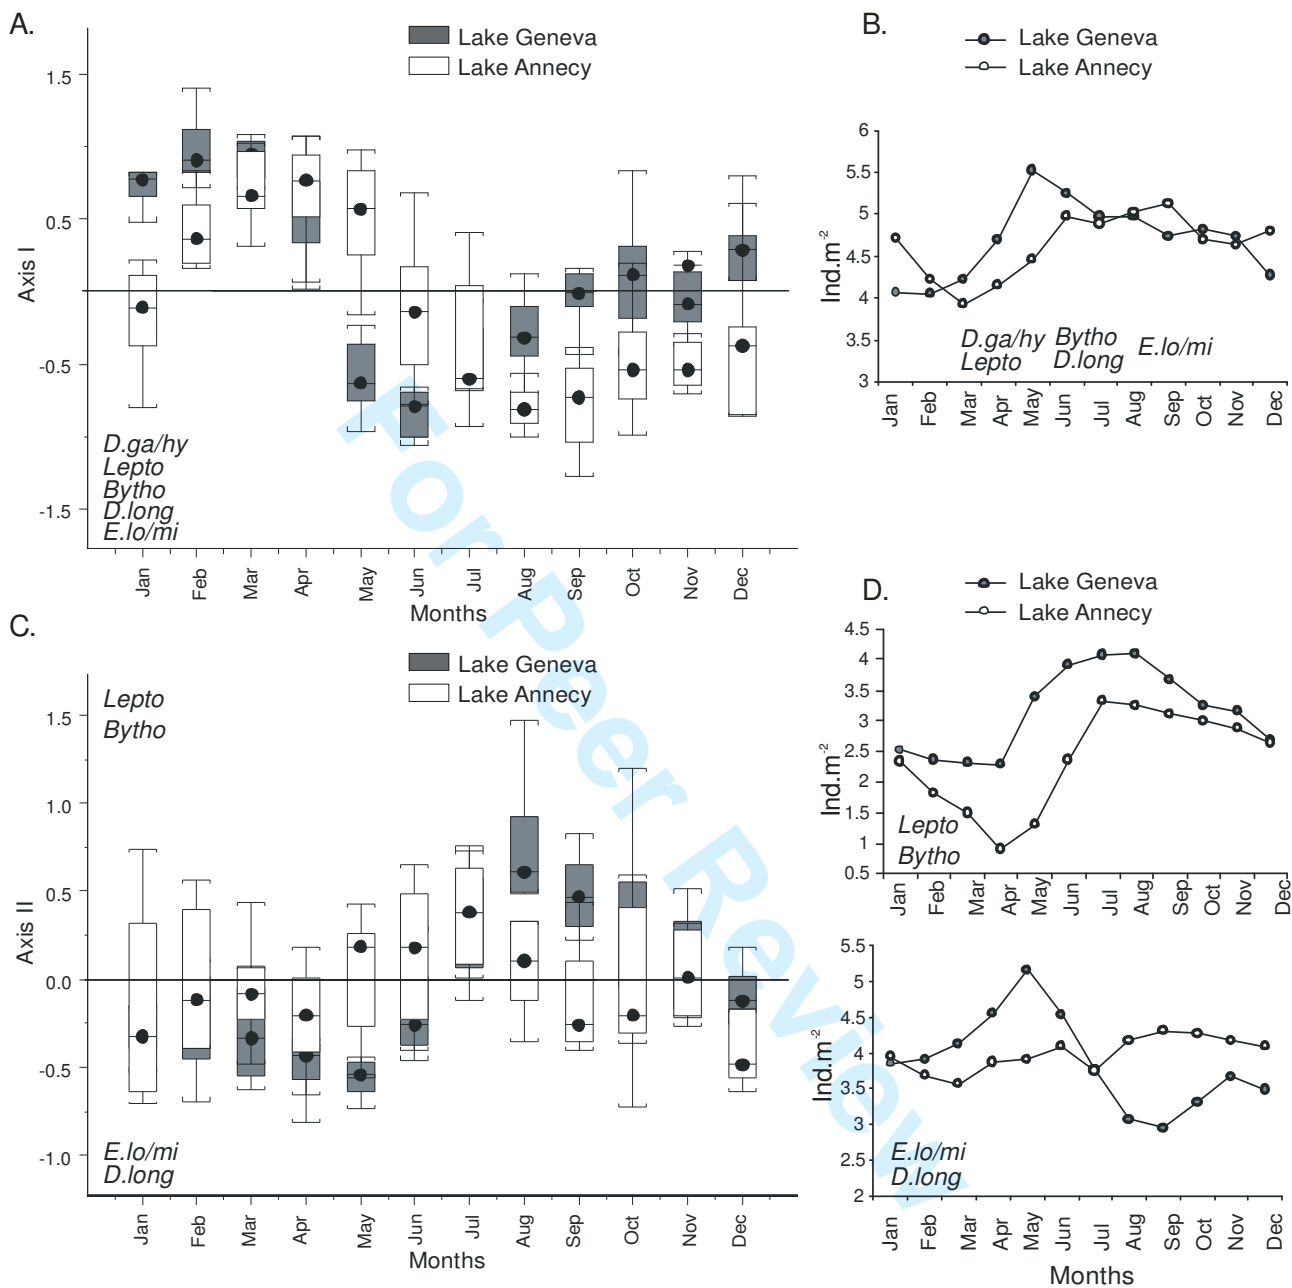 A.
Lake Geneva
Lake Annecy
1.5
0.5
-0.5
-1.5
Axis I
D.ga/hy
Lepto
Bytho
D.long
E.lo/mi
Jan Feb Mar Apr May Jun Jul Aug Sep Oct Nov Dec
Months
B.
Lake Geneva
Lake Annecy
6
5.5
5
4.5
4
3.5
3
Ind.m-2
D.ga/hy Bytho
Lepto D.long E.lo/mi
Jan Feb Mar Apr May Jun Jul Aug Sep Oct Nov Dec
C.
Lake Geneva
Lake Annecy
Lepto
Bytho
1.5
1.0
0.5
0.0
-0.5
-1.0
Axis II
E.lo/mi
D.long
Jan Feb Mar Apr May Jun Jul Aug Sep Oct Nov Dec
Months
D.
Lake Geneva
Lake Annecy
4.5
4
3.5
3
2.5
2
1.5
1
0.5
Ind.m-2
Lepto
Bytho
Jan Feb Mar Apr May Jun Jul Aug Sep Oct Nov Dec
5.5
5
4.5
4
3.5
3
2.5
2
Ind.m-2
E.lo/mi
D.long
Jan Feb Mar Apr May Jun Jul Aug Sep Oct Nov Dec
Months
For Peer Review